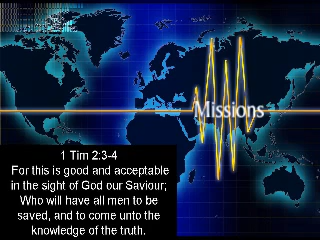 Missions
1 Tim 2:3-4
For this is good and acceptable
in the sight of God our Saviour;
Who will have all men to be
saved, and to come unto the
knowledge of the truth.